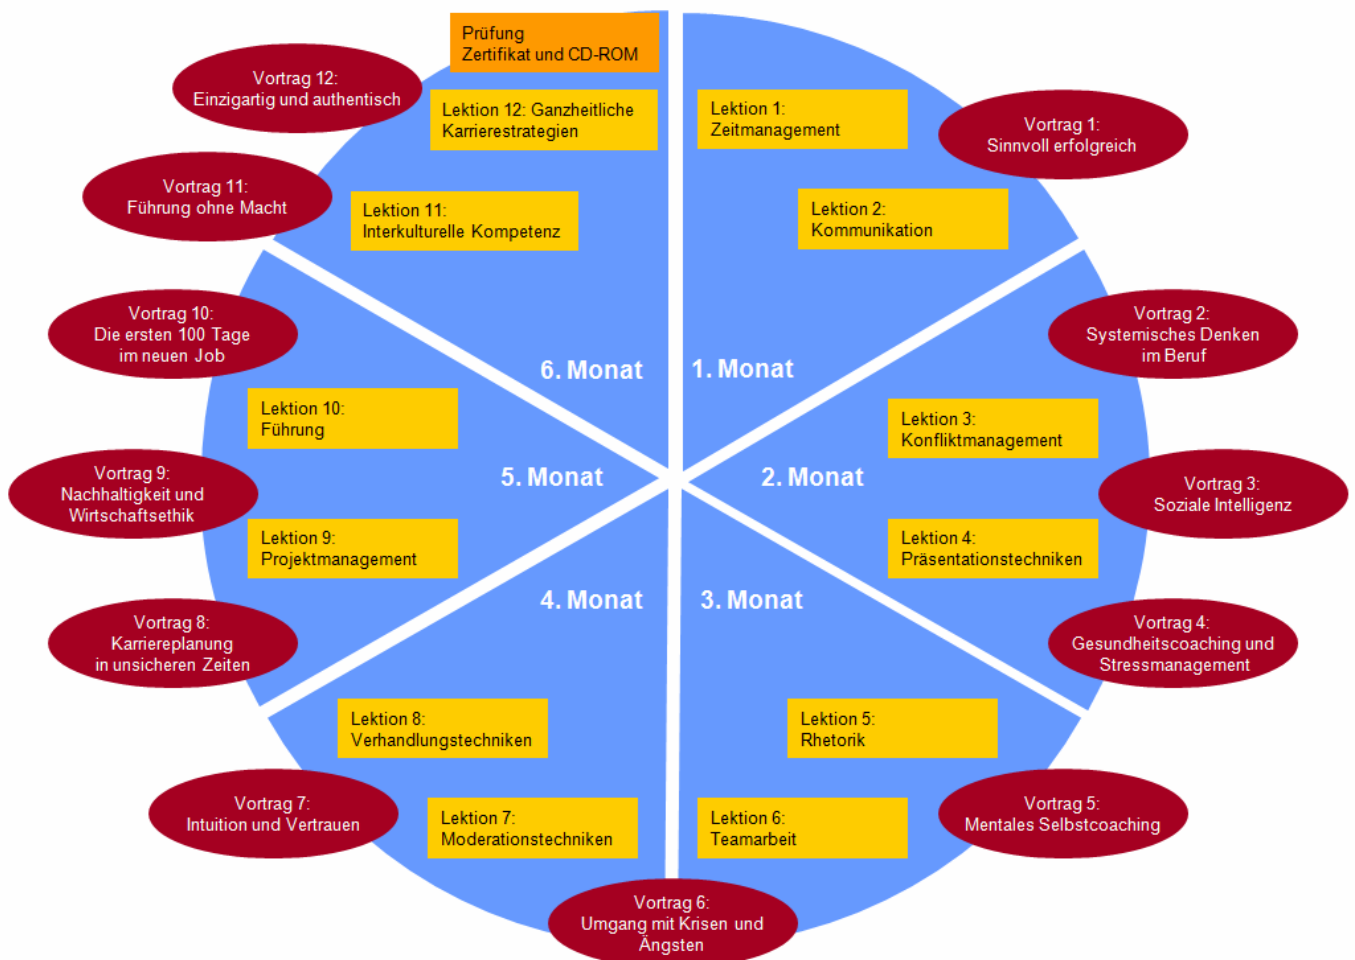 Prüfung
Zertifikat und CD-ROM
Vortrag 12:
Einzigartig und authentisch
Lektion 12: Ganzheitliche
Karrierestrategien
Lektion 1:
Zeitmanagement
Vortrag 1:
Sinnvoll erfolgreich
Vortrag 11:
Führung ohne Macht
Lektion 11:
Interkulturelle Kompetenz
Lektion 2:
Kommunikation
Vortrag 10:
Die ersten 100 Tage
im neuen Job
Vortrag 2:
Systemisches Denken
im Beruf
6. Monat
1. Monat
Lektion 10:
Führung
Lektion 3:
Konfliktmanagement
Vortrag 9:
Nachhaltigkeit und
Wirtschaftsethik
5. Monat
2. Monat
Vortrag 3:
Soziale Intelligenz
Lektion 9:
Projektmanagement
Lektion 4:
Präsentationstechniken
4. Monat
3. Monat
Vortrag 8:
Karriereplanung
in unsicheren Zeiten
Vortrag 4:
Gesundheitscoaching und
Stressmanagement
Lektion 8:
Verhandlungstechniken
Lektion 5:
Rhetorik
Vortrag 7:
Intuition und Vertrauen
Lektion 7:
Moderationstechniken
Lektion 6:
Teamarbeit
Vortrag 5:
Mentales Selbstcoaching
Vortrag 6:
Umgang mit Krisen und
Ängsten